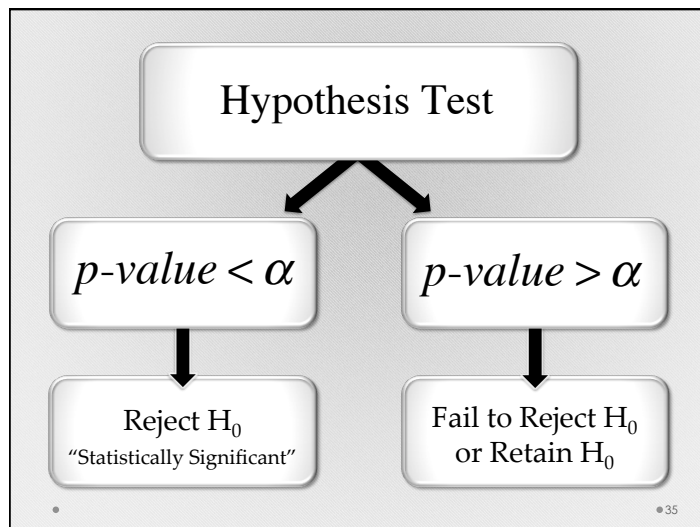 Hypothesis Test
p-value < α
p-value > α
Reject H₀
“Statistically Significant”
Fail to Reject H₀
or Retain H₀
35